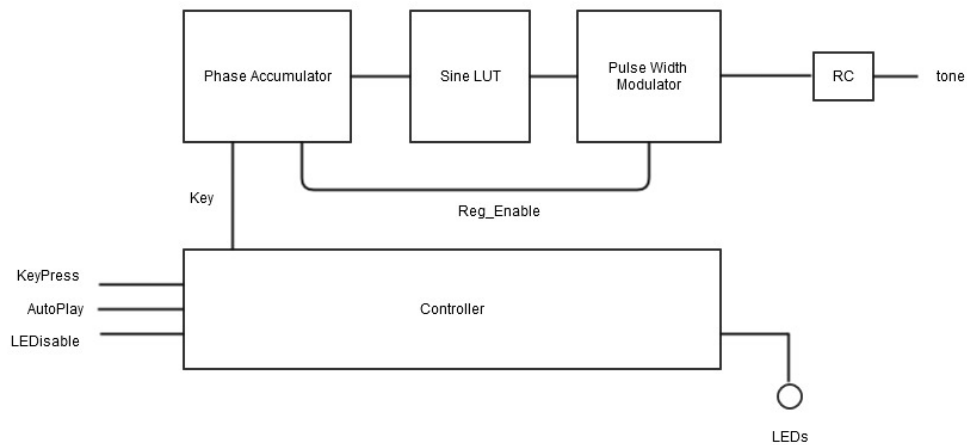 Phase Accumulator
Sine LUT
Pulse Width
Modulator
RC
tone
Key
Reg_Enable
KeyPress
AutoPlay
LEDisable
Controller
LEDs